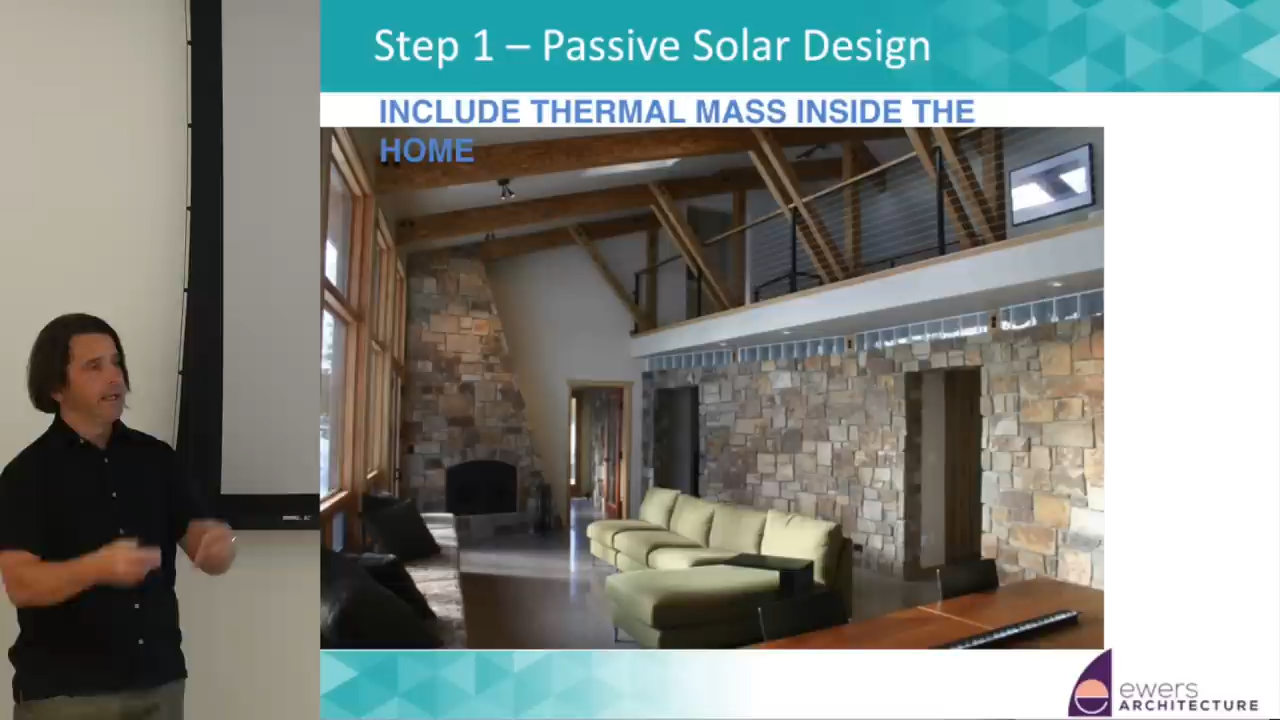 Step 1 – Passive Solar Design
INCLUDE THERMAL MASS INSIDE THE
HOME
ewers
ARCHITECTURE